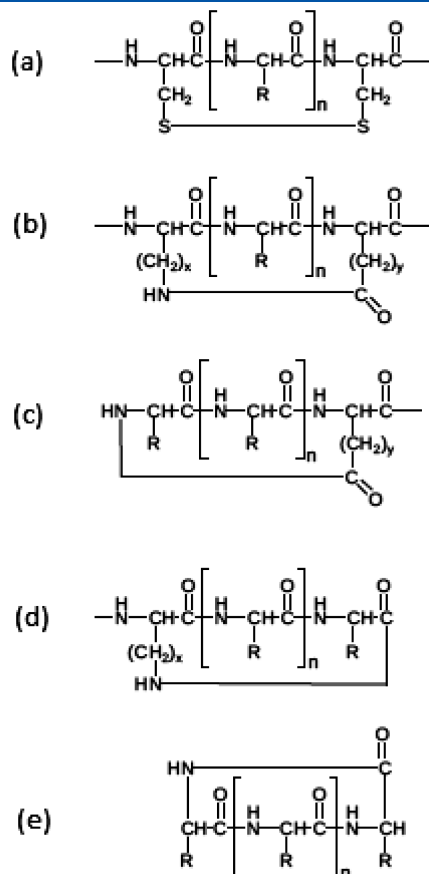 O O O
H H H
(a) N CH C N CH C N CH C
CH₂ R n CH₂
S S
O O O
H H H
(b) N CH C N CH C N CH C
(CH₂)ₓ R n (CH₂)y
HN C
O
O O O
H H
(c) HN CH C N CH C N CH C
R R n (CH₂)y
C
O
O O O
H H H
(d) N CH C N CH C N CH C
(CH₂)ₓ R n R
HN
O
HN C
O O
H H
(e) CH C N CH C N CH
R R n R